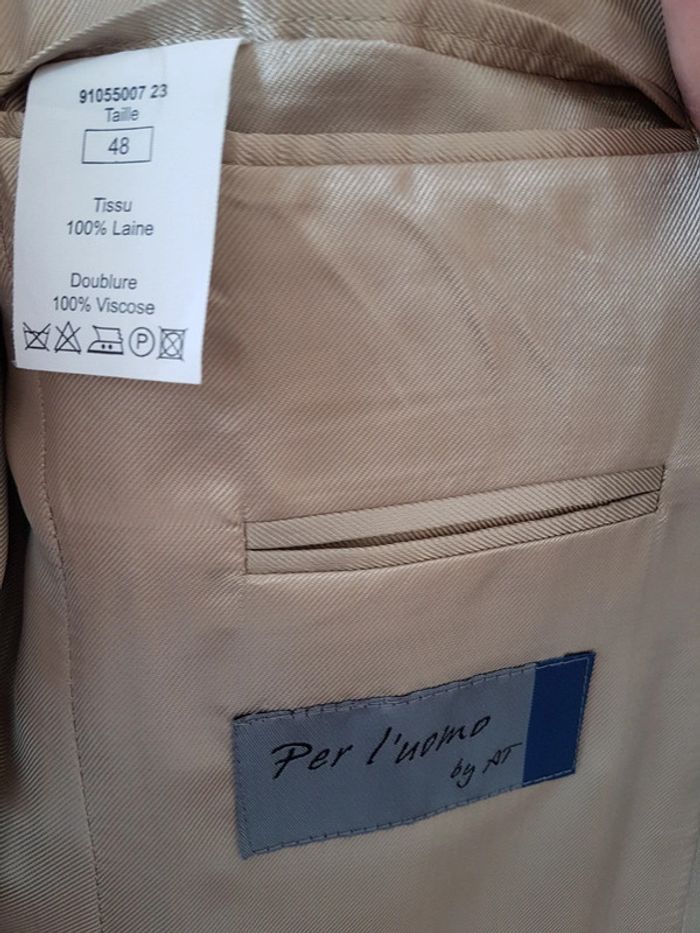 91055007 23
Taille
48
Tissu
100% Laine
Doublure
100% Viscose
P
Per l'uomo
by AT